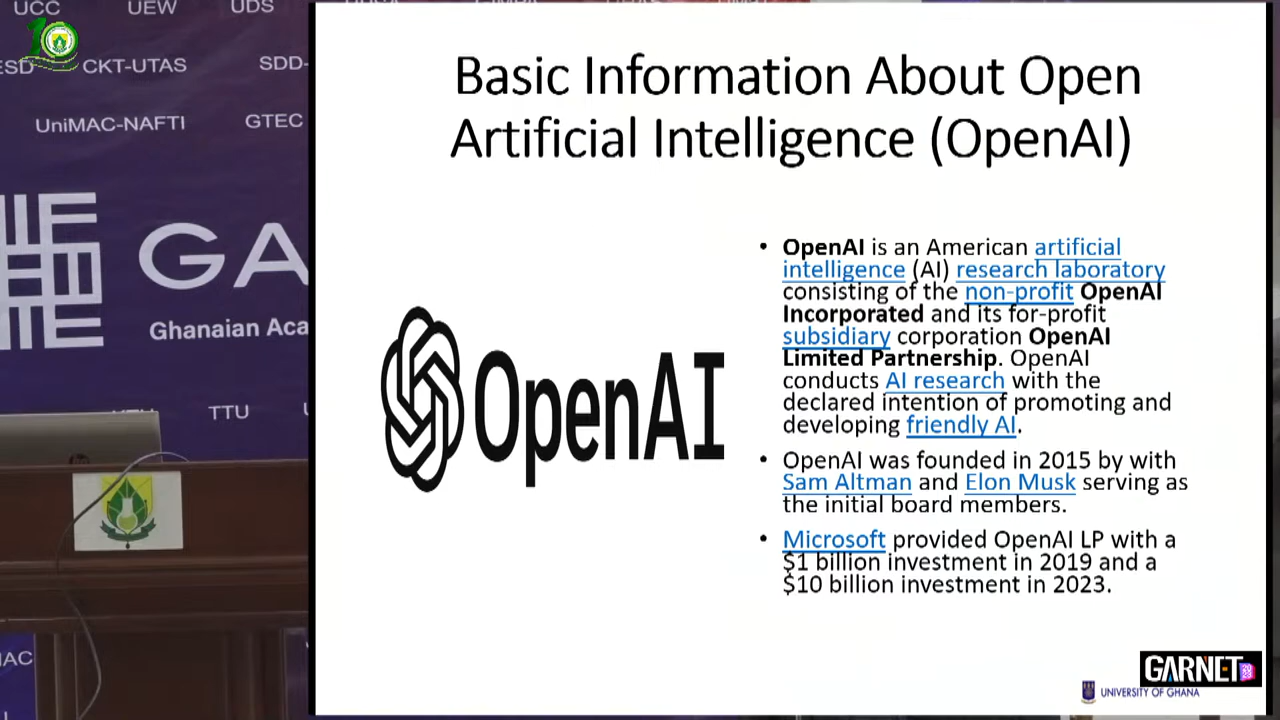 UCC UEW UDS
10
CKT-UTAS SDD-
UniMAC-NAFTI GTEC
GA
Ghanaian Aca
TTU
Basic Information About Open
Artificial Intelligence (OpenAI)
OpenAI
• OpenAI is an American artificial
intelligence (AI) research laboratory
consisting of the non-profit OpenAI
Incorporated and its for-profit
subsidiary corporation OpenAI
Limited Partnership. OpenAI
conducts AI research with the
declared intention of promoting and
developing friendly AI.
• OpenAI was founded in 2015 by with
Sam Altman and Elon Musk serving as
the initial board members.
• Microsoft provided OpenAI LP with a
$1 billion investment in 2019 and a
$10 billion investment in 2023.
GARNET 2023
UNIVERSITY OF GHANA